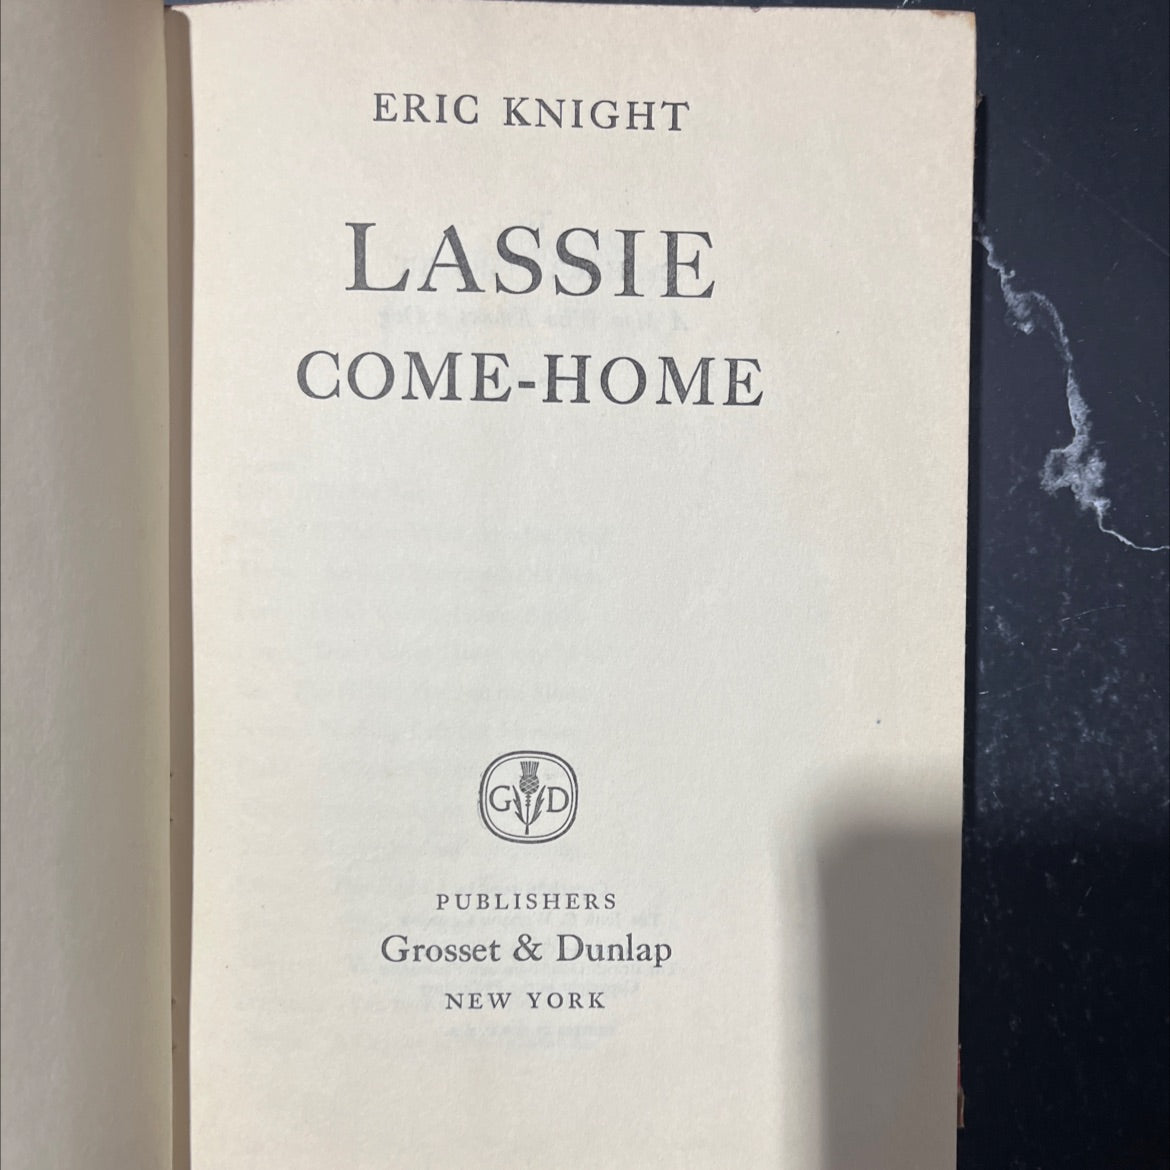 ERIC KNIGHT
LASSIE
COME-HOME
G D
PUBLISHERS
Grosset & Dunlap
NEW YORK